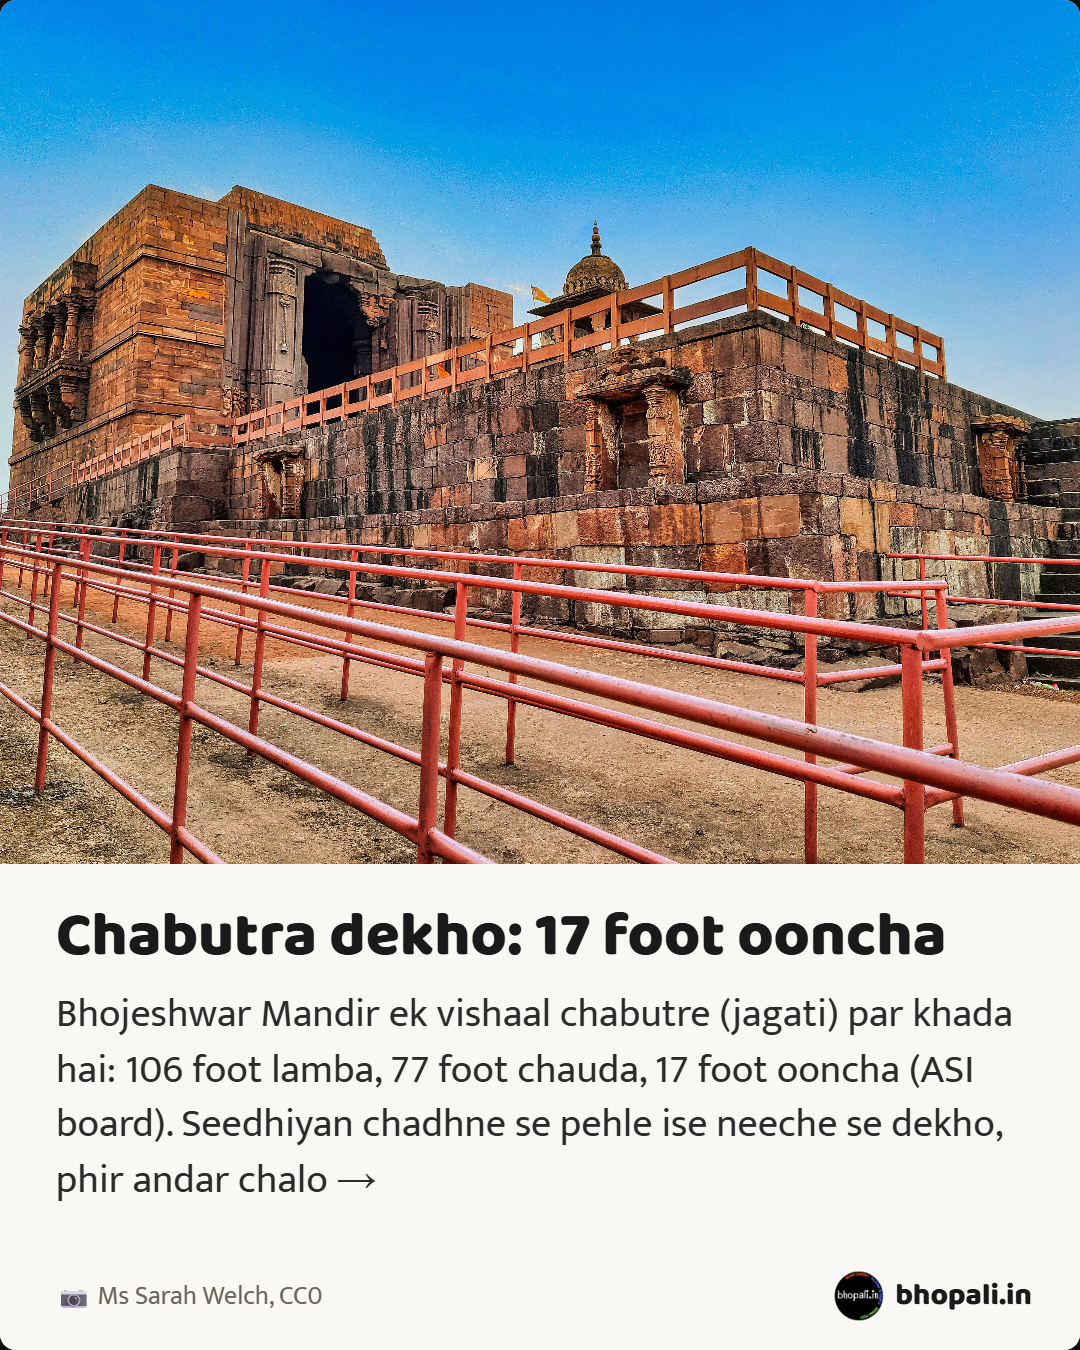 Chabutra dekho: 17 foot ooncha
Bhojeshwar Mandir ek vishaal chabutre (jagati) par khada
hai: 106 foot lamba, 77 foot chauda, 17 foot ooncha (ASI
board). Seedhiyan chadhne se pehle ise neeche se dekho,
phir andar chalo →
Ms Sarah Welch, CC0
bhopali.in
bhopali.in